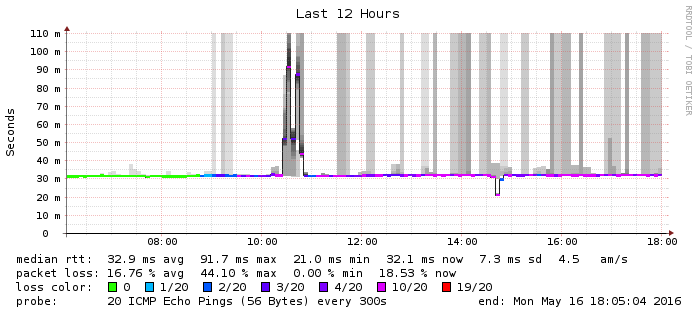 Last 12 Hours
RRDTOOL / TOBI OETIKER
Seconds
110 m
100 m
90 m
80 m
70 m
60 m
50 m
40 m
30 m
20 m
10 m
0
08:00 10:00 12:00 14:00 16:00 18:00
median rtt: 32.9 ms avg 91.7 ms max 21.0 ms min 32.1 ms now 7.3 ms sd 4.5 am/s
packet loss: 16.76 % avg 44.10 % max 0.00 % min 18.53 % now
loss color: 0 1/20 2/20 3/20 4/20 10/20 19/20
probe: 20 ICMP Echo Pings (56 Bytes) every 300s end: Mon May 16 18:05:04 2016